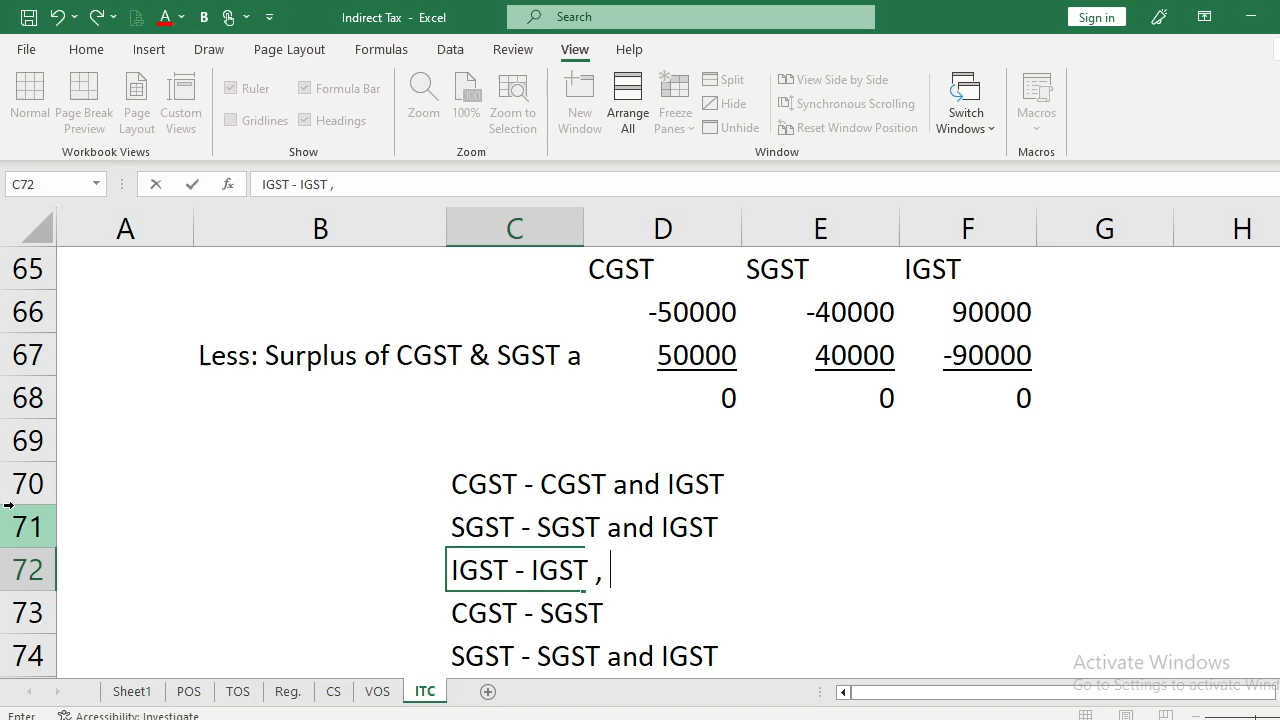 Indirect Tax - Excel
Search
Sign in
File Home Insert Draw Page Layout Formulas Data Review View Help
Normal Page Break Preview Page Layout Custom Views
Ruler Formula Bar
Gridlines Headings
Zoom 100% Zoom to Selection
New Window Arrange All Freeze Panes
Split
Hide
Unhide
View Side by Side
Synchronous Scrolling
Reset Window Position
Switch Windows
Macros
Workbook Views Show Zoom Window Macros
C72 fx IGST - IGST ,
A B C D E F G H
65 CGST SGST IGST
66 -50000 -40000 90000
67 Less: Surplus of CGST & SGST a 50000 40000 -90000
68 0 0 0
69
70 CGST - CGST and IGST
71 SGST - SGST and IGST
72 IGST - IGST ,
73 CGST - SGST
74 SGST - SGST and IGST
Activate Windows
Go to Settings to activate Wind
Sheet1 POS TOS Reg. CS VOS ITC
Enter Accessibility: Investigate